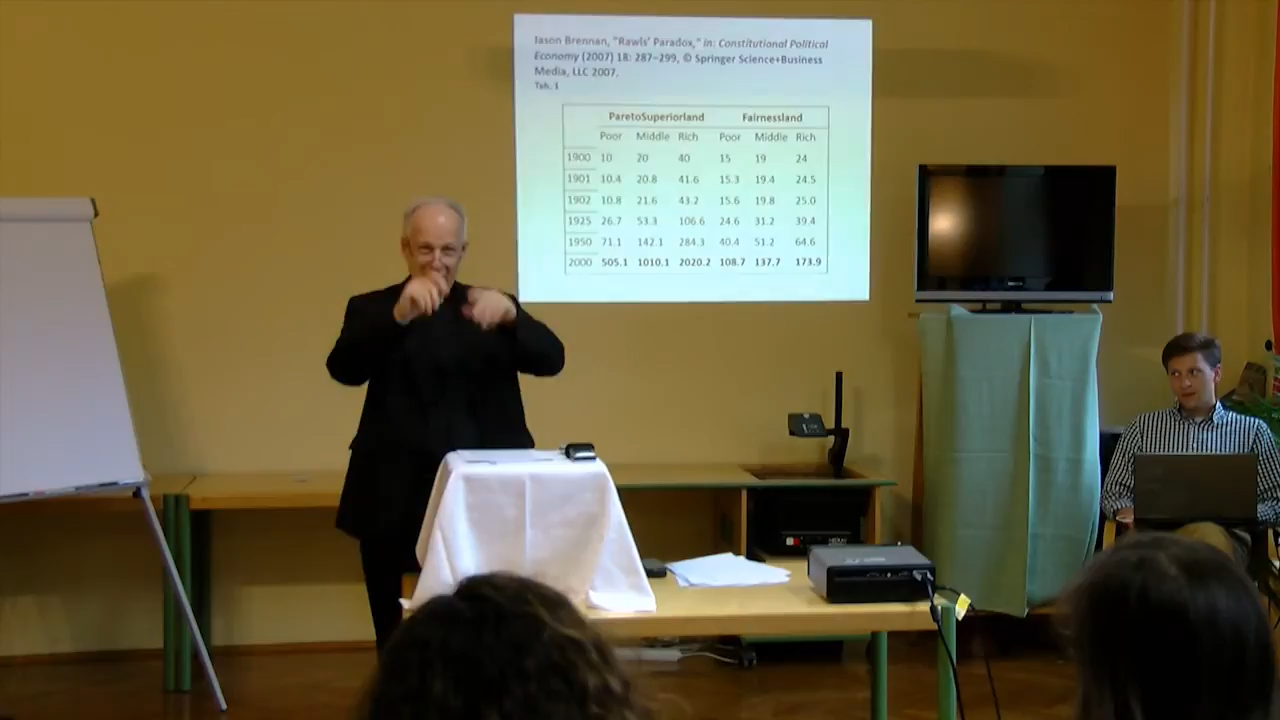 Jason Brennan, "Rawls' Paradox," in: Constitutional Political
Economy (2007) 18: 287–299, © Springer Science+Business
Media, LLC 2007.
Tab. 1
ParetoSuperiorland Fairnessland
Poor Middle Rich Poor Middle Rich
1900 10 20 40 15 19 24
1901 10.4 20.8 41.6 15.3 19.4 24.5
1902 10.8 21.6 43.2 15.6 19.8 25.0
1925 26.7 53.3 106.6 24.6 31.2 39.4
1950 71.1 142.1 284.3 40.4 51.2 64.6
2000 505.1 1010.1 2020.2 108.7 137.7 173.9